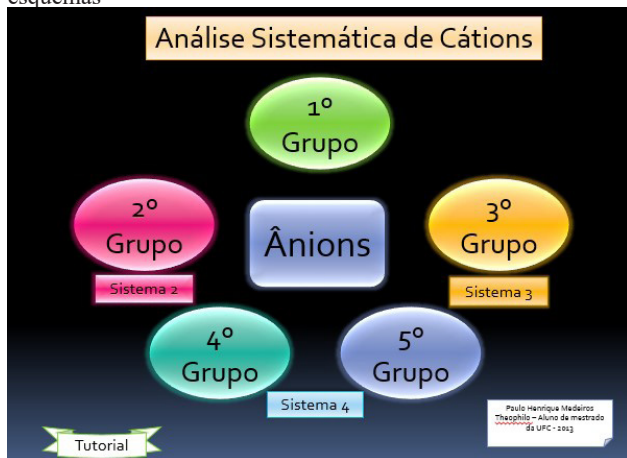 esquemas
Análise Sistemática de Cátions
1º
Grupo
2º
Grupo
Ânions
3º
Grupo
Sistema 2
Sistema 3
4º
Grupo
5º
Grupo
Sistema 4
Paulo Henrique Medeiros
Theophilo – Aluno de mestrado
da UFC - 2013
Tutorial